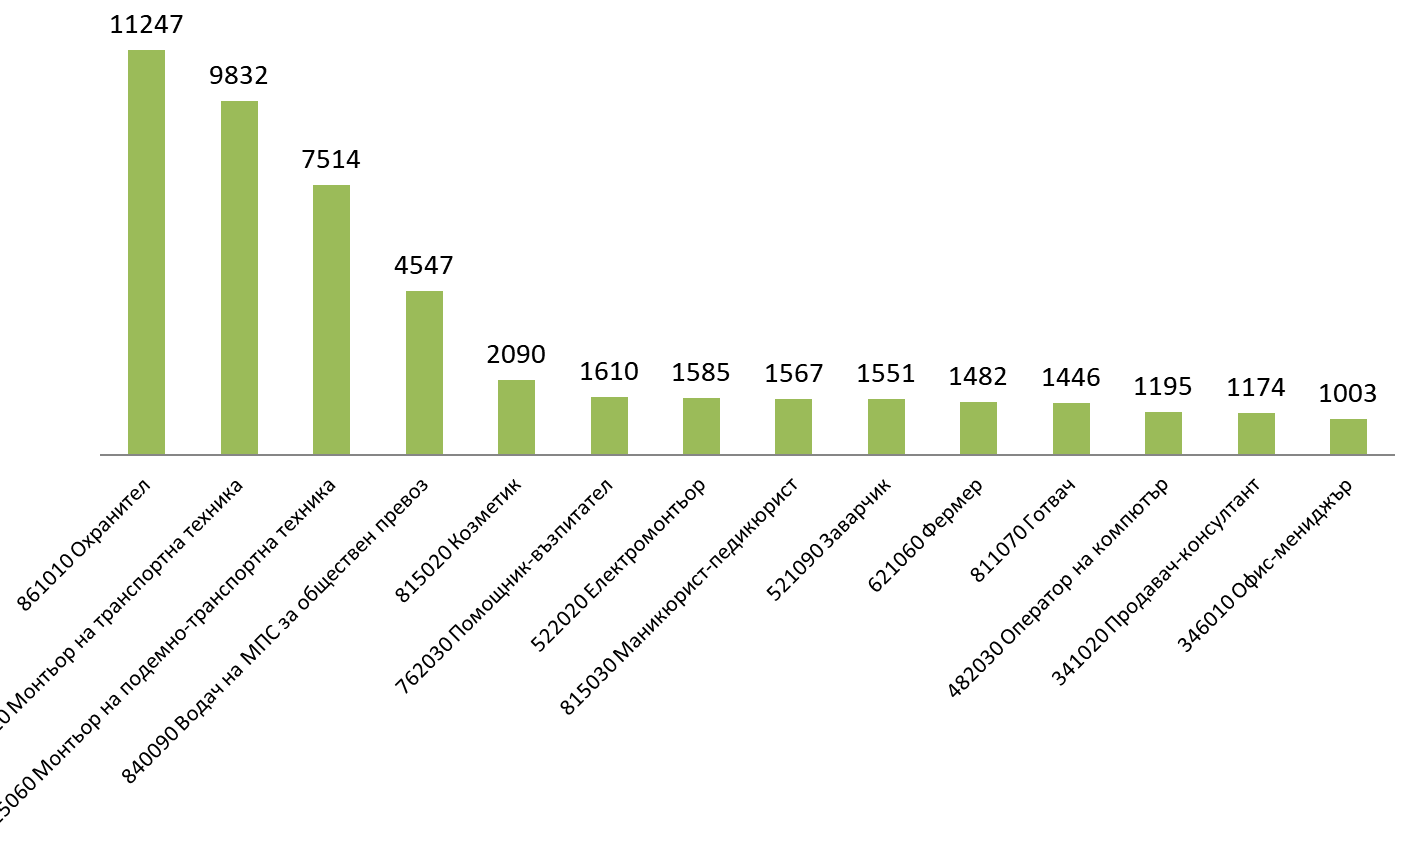 11247
9832
7514
4547
2090
1610
1585
1567
1551
1482
1446
1195
1174
1003
861010 Охранител
Монтьор на транспортна техника
5060 Монтьор на подемно-транспортна техника
840090 Водач на МПС за обществен превоз
815020 Козметик
762030 Помощник-възпитател
522020 Електромонтьор
815030 Маникюрист-педикюрист
521090 Заварчик
621060 Фермер
811070 Готвач
482030 Оператор на компютър
341020 Продавач-консултант
346010 Офис-мениджър